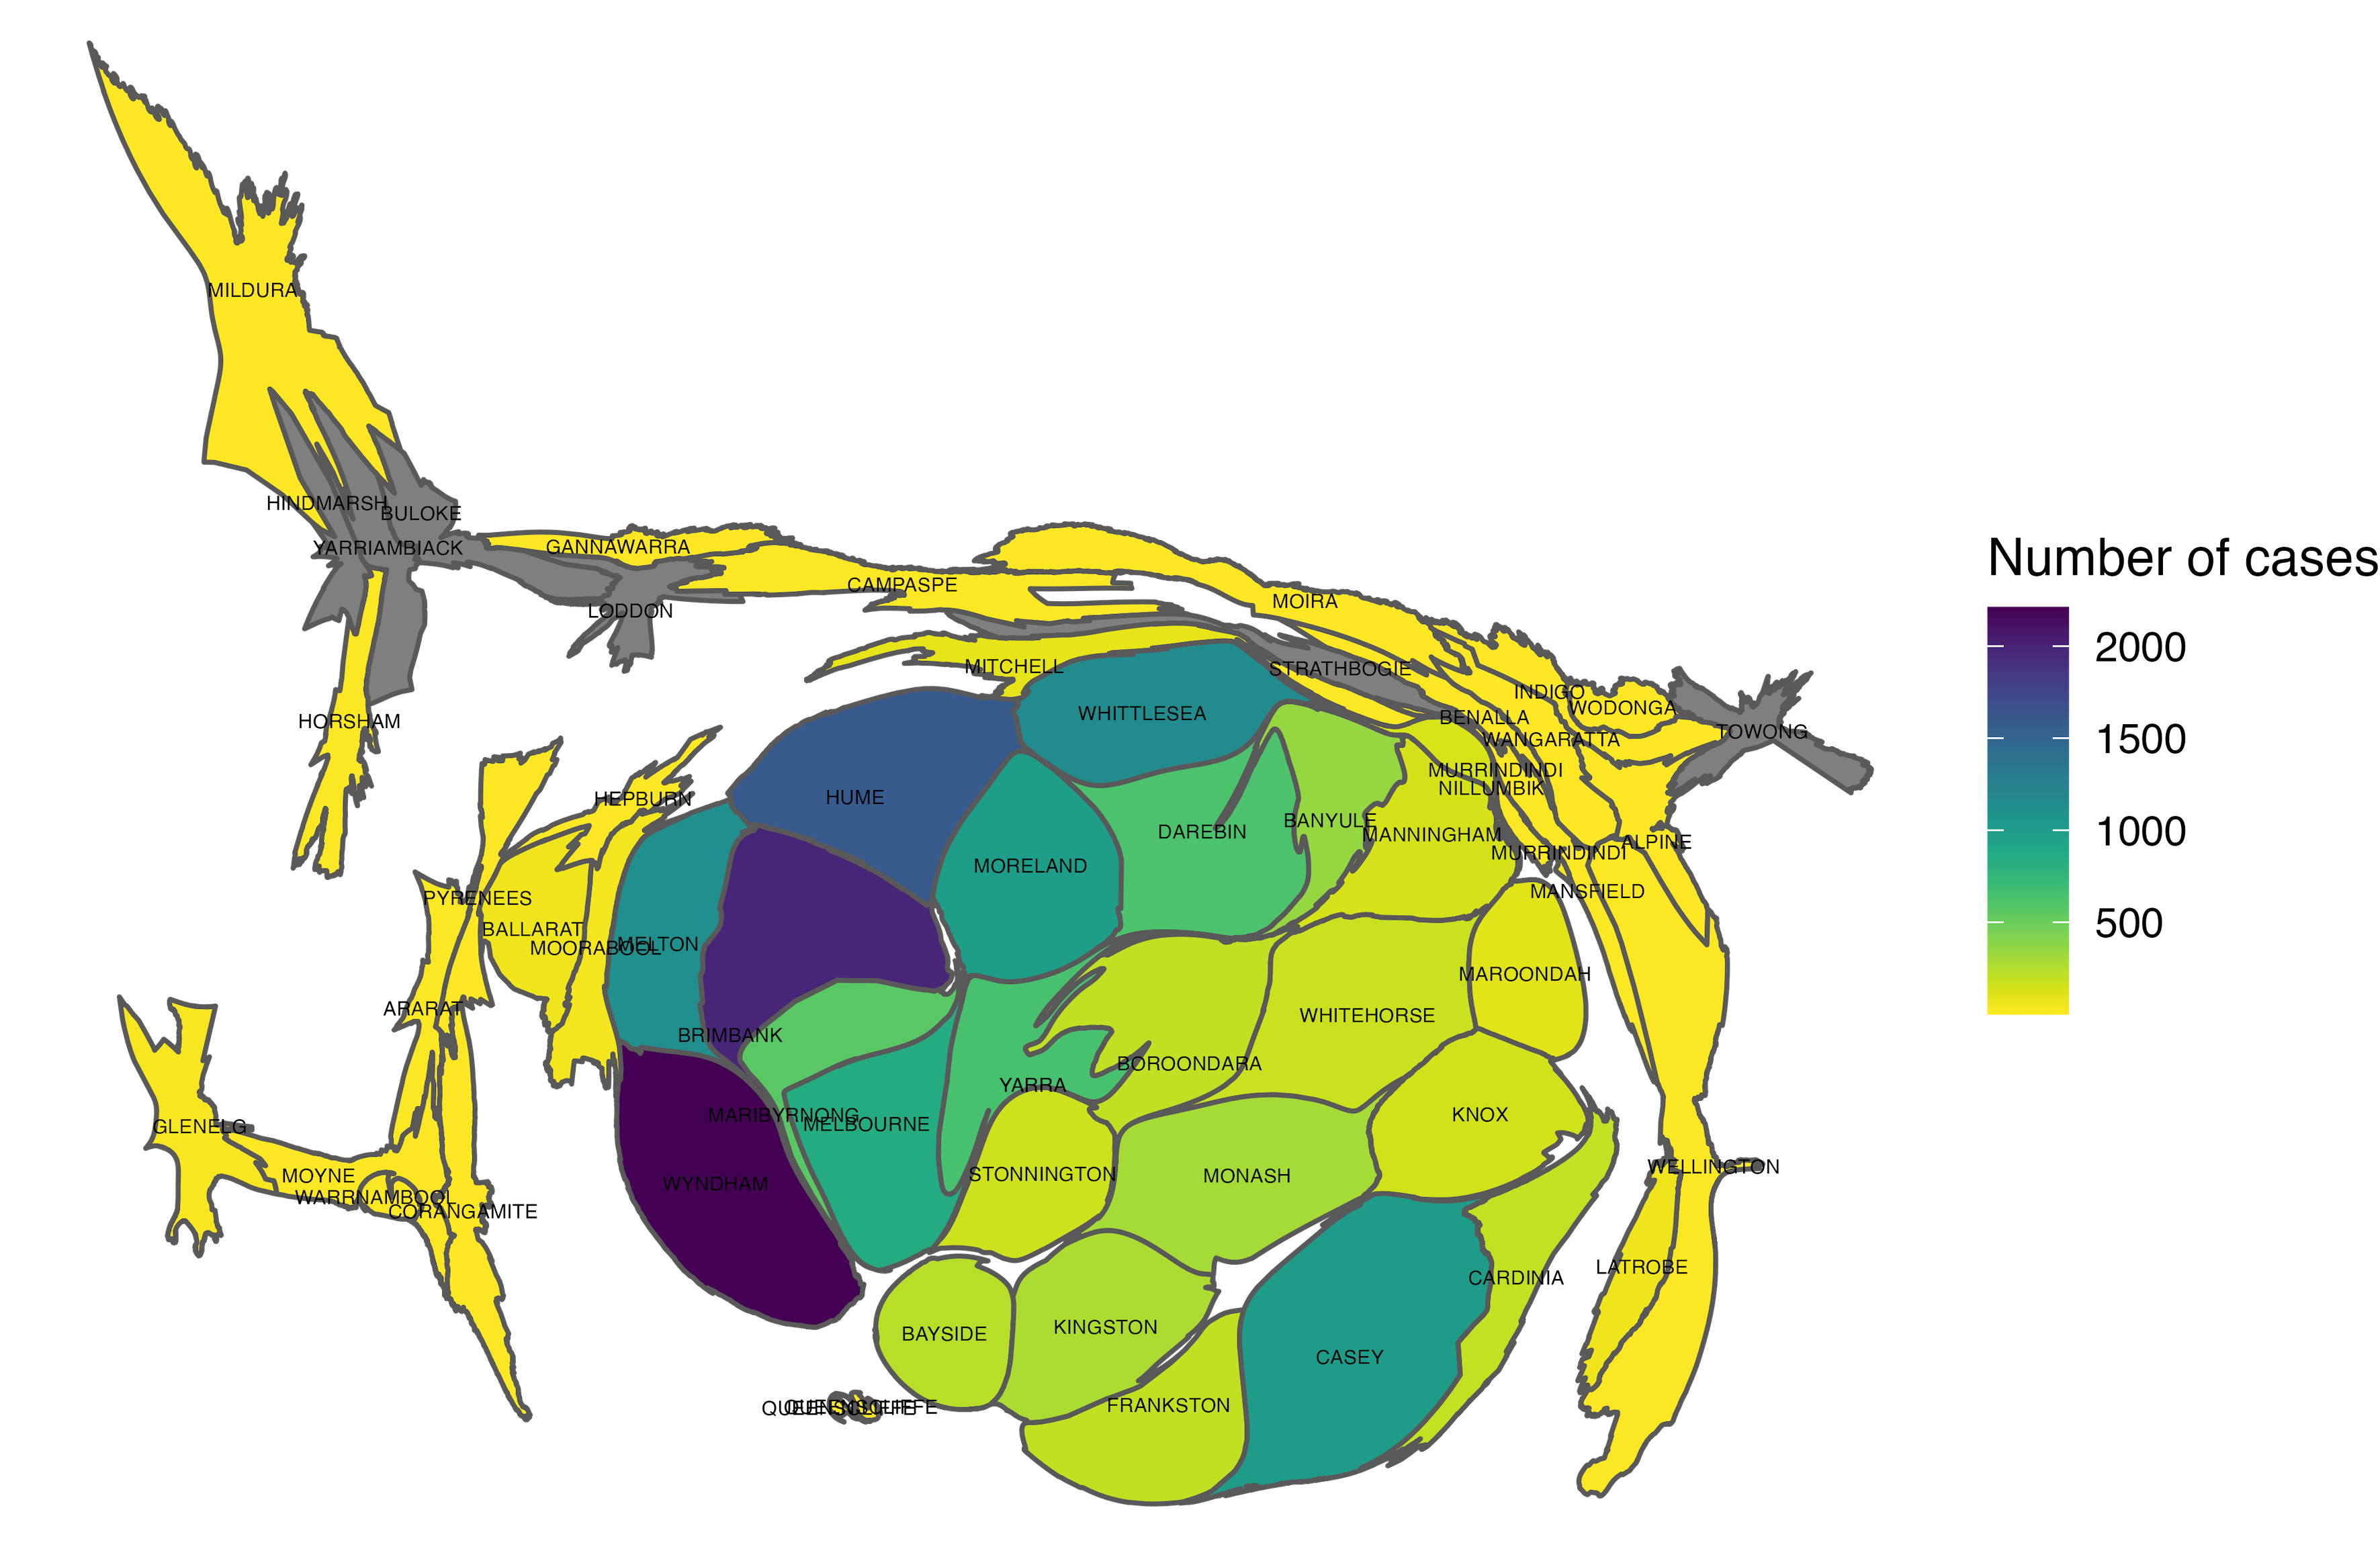 MILDURA
HINDMARSH
BULOKE
YARRIAMBIACK
GANNAWARRA
CAMPASPE
LODDON
MOIRA
MITCHELL
STRATHBOGIE
HORSHAM
WHITTLESEA
INDIGO
WODONGA
BENALLA
TOWONG
WANGARATTA
MURRINDINDI
NILLUMBIK
HEPBURN
HUME
DAREBIN
BANYULE
MANNINGHAM
ALPINE
MURRINDINDI
MORELAND
MANSFIELD
PYRENEES
BALLARAT
MOORABOOL
MELTON
MAROONDAH
ARARAT
WHITEHORSE
BRIMBANK
BOROONDARA
YARRA
MARIBYRNONG
MELBOURNE
KNOX
GLENELG
MOYNE
WARRNAMBOOL
CORANGAMITE
WYNDHAM
STONNINGTON
MONASH
WELLINGTON
LATROBE
CARDINIA
BAYSIDE
KINGSTON
CASEY
FRANKSTON
QUEENSCLIFFE
QUEENSCLIFFE
Number of cases
2000
1500
1000
500